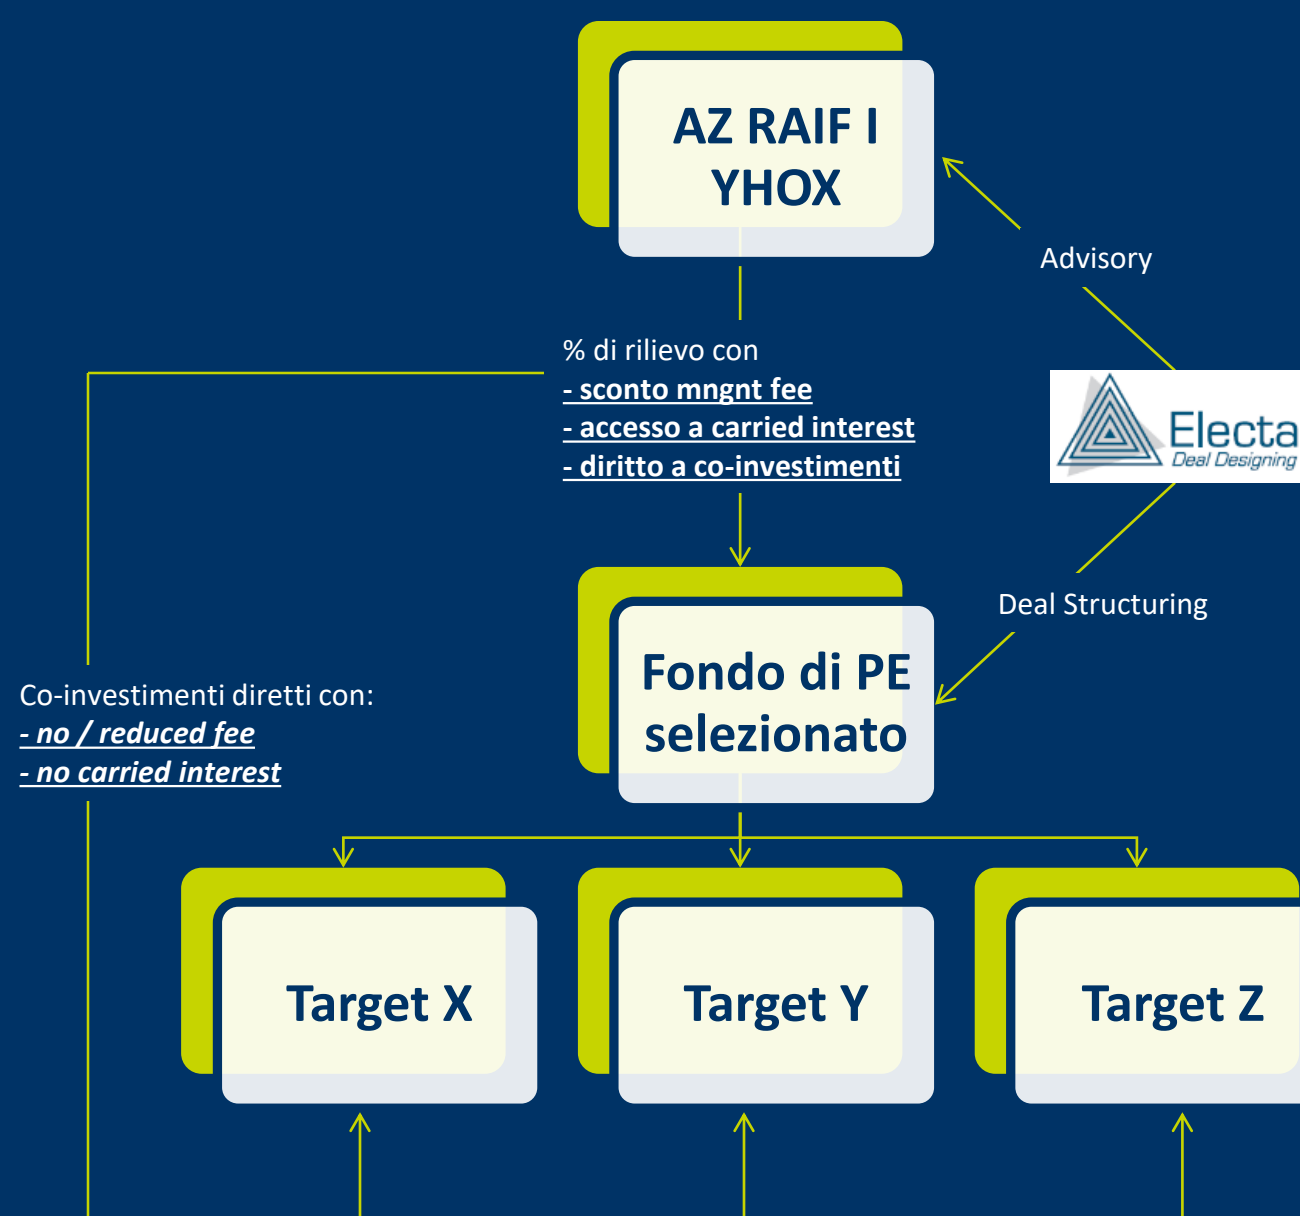 AZ RAIF I
YHOX
Advisory
% di rilievo con
- sconto mngnt fee
- accesso a carried interest
- diritto a co-investimenti
Electa
Deal Designing
Deal Structuring
Fondo di PE
selezionato
Co-investimenti diretti con:
- no / reduced fee
- no carried interest
Target X
Target Y
Target Z